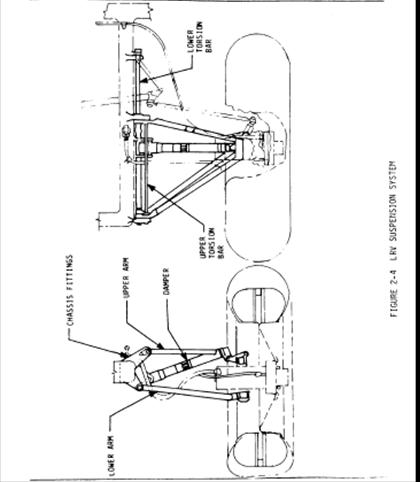 LOWER
TORSION
BAR
UPPER
TORSION
BAR
CHASSIS FITTINGS
UPPER ARM
DAMPER
LOWER ARM
FIGURE 2-4 LRV SUSPENSION SYSTEM